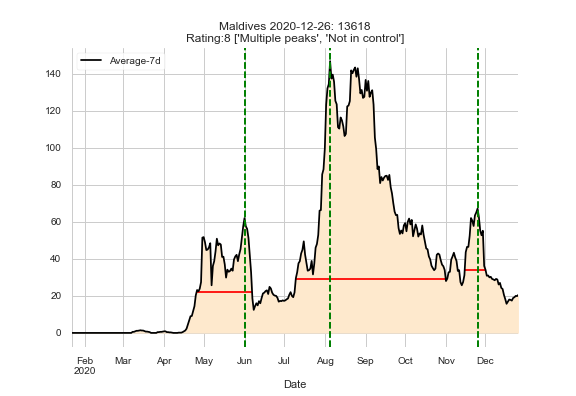 Maldives 2020-12-26: 13618
Rating:8 ['Multiple peaks', 'Not in control']
Average-7d
140
120
100
80
60
40
20
0
Feb Mar Apr May Jun Jul Aug Sep Oct Nov Dec
2020
Date